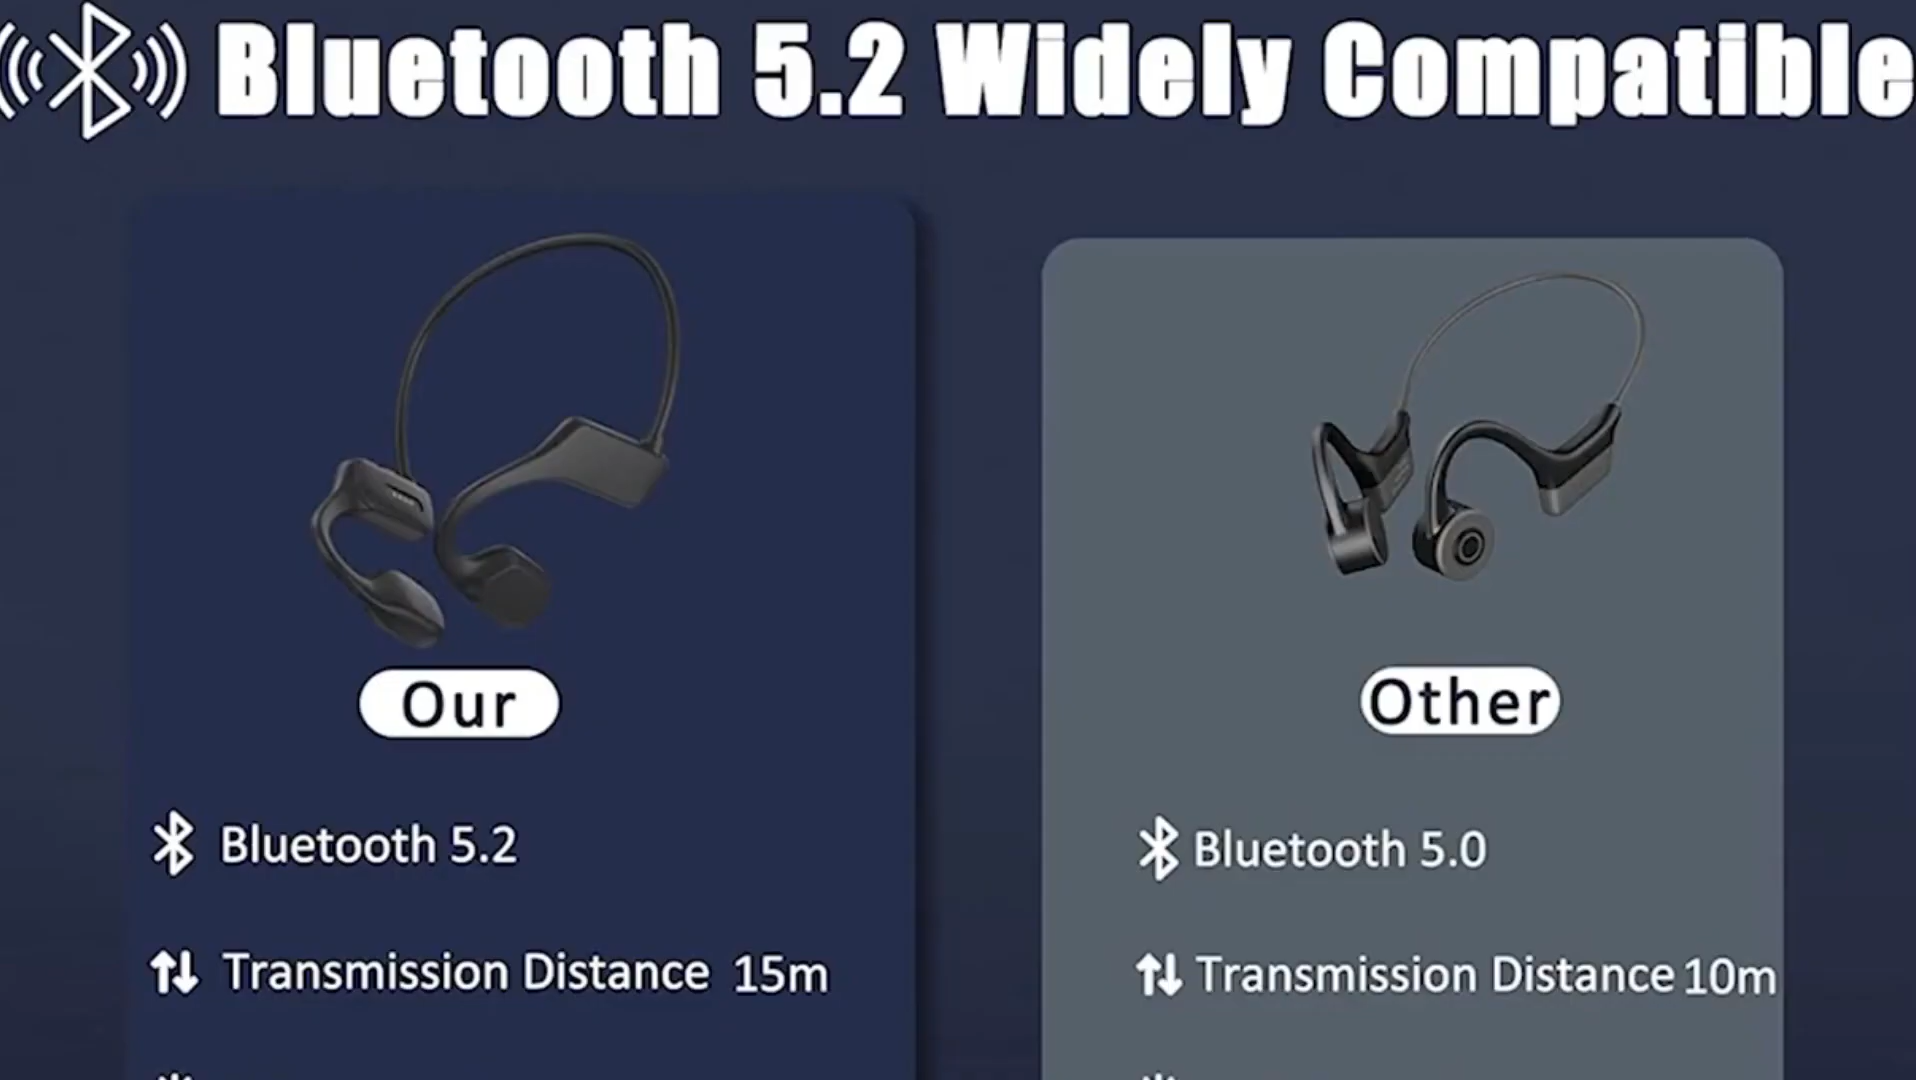 Bluetooth 5.2 Widely Compatible
Our
Bluetooth 5.2
Transmission Distance 15m
Other
Bluetooth 5.0
Transmission Distance 10m